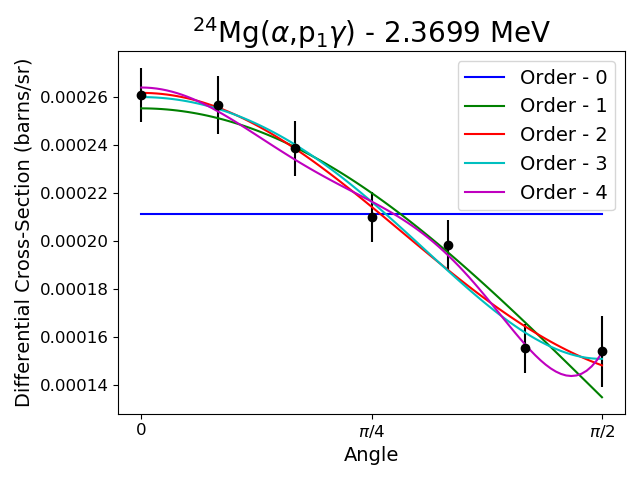 ²⁴Mg(α,p₁γ) - 2.3699 MeV
Differential Cross-Section (barns/sr)
0.00026
0.00024
0.00022
0.00020
0.00018
0.00016
0.00014
Order - 0
Order - 1
Order - 2
Order - 3
Order - 4
0
π/4
π/2
Angle